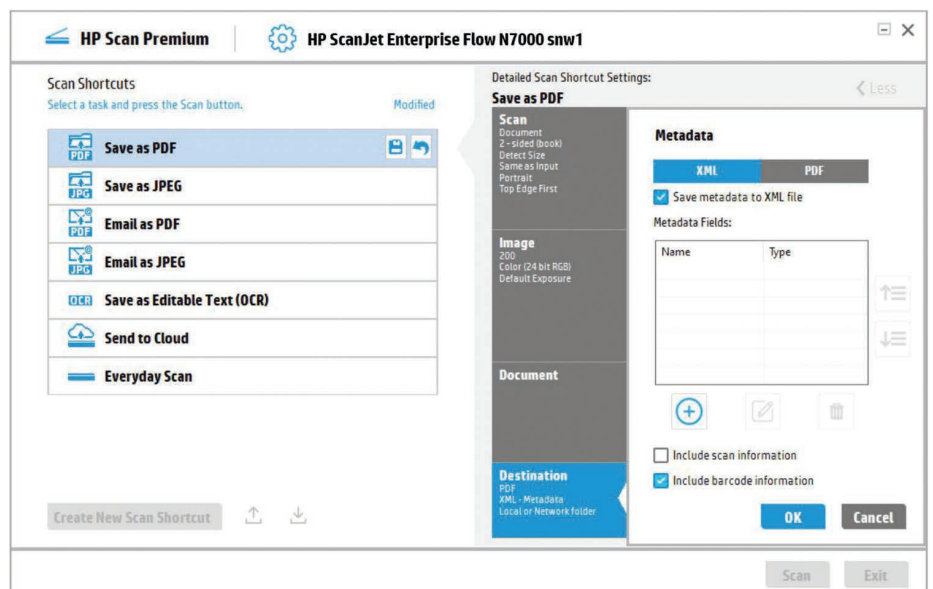 HP Scan Premium
HP ScanJet Enterprise Flow N7000 snw1
Scan Shortcuts
Select a task and press the Scan button.
Modified
PDF
Save as PDF
JPG
Save as JPEG
PDF
Email as PDF
JPG
Email as JPEG
OCR
Save as Editable Text (OCR)
Send to Cloud
Everyday Scan
Create New Scan Shortcut
Detailed Scan Shortcut Settings:
Save as PDF
Less
Scan
Document
2 - sided (book)
Detect Size
Same as Input
Portrait
Top Edge First
Image
200
Color (24 bit RGB)
Default Exposure
Document
Destination
PDF
XML - Metadata
Local or Network folder
Metadata
XML
PDF
Save metadata to XML file
Metadata Fields:
Name
Type
Include scan information
Include barcode information
OK
Cancel
Scan
Exit